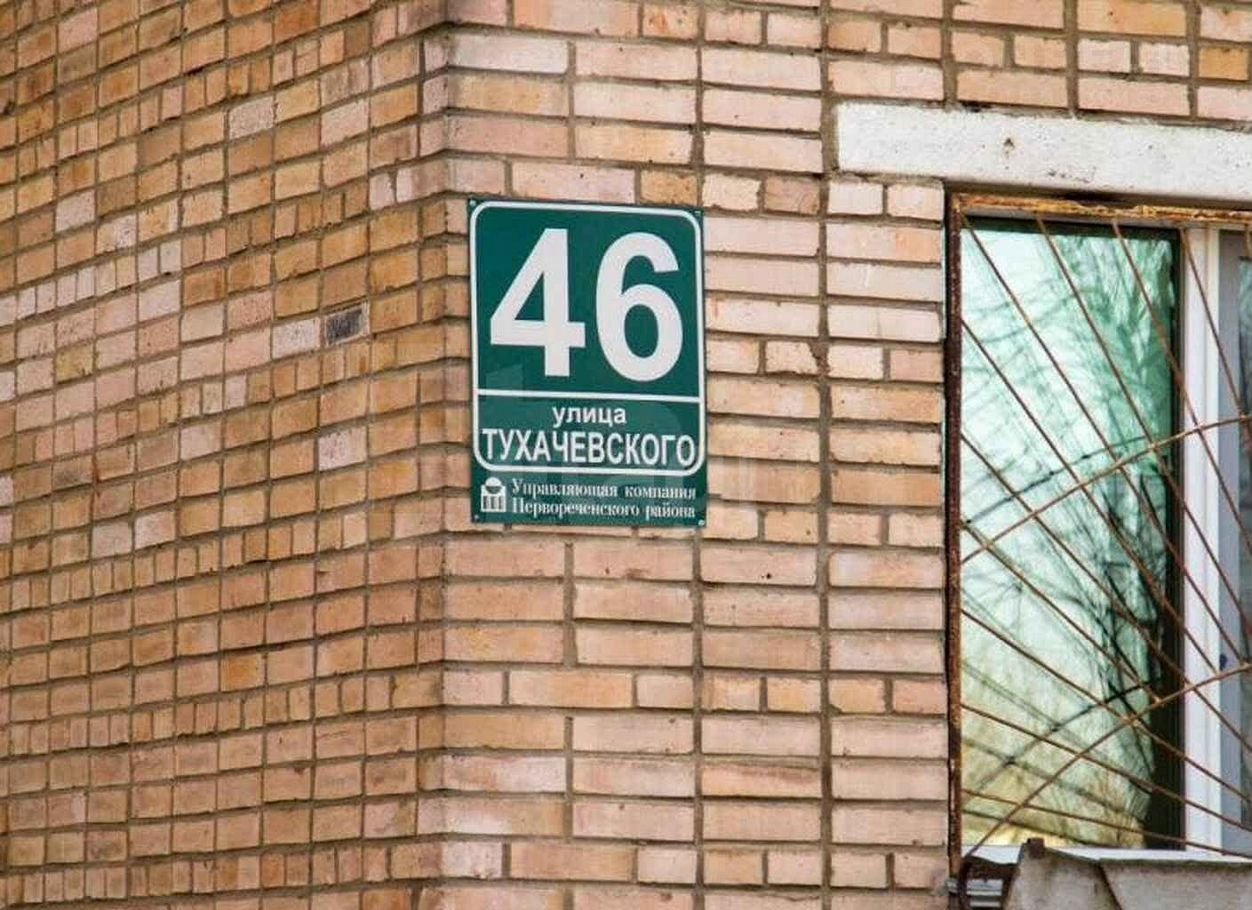 46
улица
ТУХАЧЕВСКОГО
Управляющая компания
Первореченского района